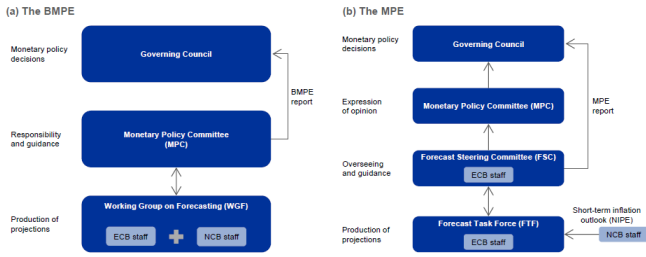 (a) The BMPE
Monetary policy
decisions
Governing Council
BMPE
report
Responsibility
and guidance
Monetary Policy Committee
(MPC)
Working Group on Forecasting (WGF)
Production of
projections
ECB staff
NCB staff
(b) The MPE
Monetary policy
decisions
Governing Council
Expression
of opinion
Monetary Policy Committee (MPC)
MPE
report
Overseeing
and guidance
Forecast Steering Committee (FSC)
ECB staff
Short-term inflation
outlook (NIPE)
Production of
projections
Forecast Task Force (FTF)
ECB staff
NCB staff